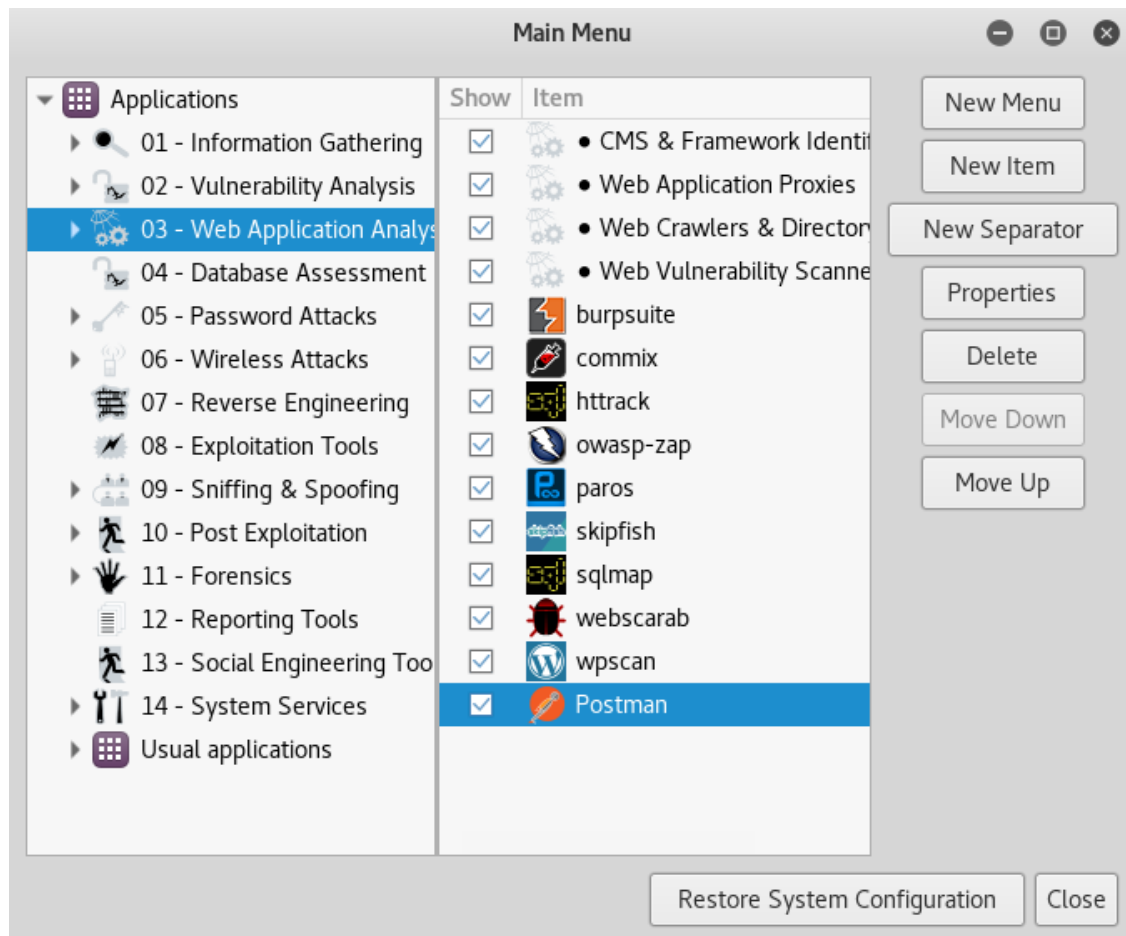 Main Menu
Applications
01 - Information Gathering
02 - Vulnerability Analysis
03 - Web Application Analys
04 - Database Assessment
05 - Password Attacks
06 - Wireless Attacks
07 - Reverse Engineering
08 - Exploitation Tools
09 - Sniffing & Spoofing
10 - Post Exploitation
11 - Forensics
12 - Reporting Tools
13 - Social Engineering Too
14 - System Services
Usual applications
Show Item
• CMS & Framework Identif
• Web Application Proxies
• Web Crawlers & Director
• Web Vulnerability Scanne
burpsuite
commix
httrack
owasp-zap
paros
skipfish
sqlmap
webscarab
wpscan
Postman
New Menu
New Item
New Separator
Properties
Delete
Move Down
Move Up
Restore System Configuration
Close